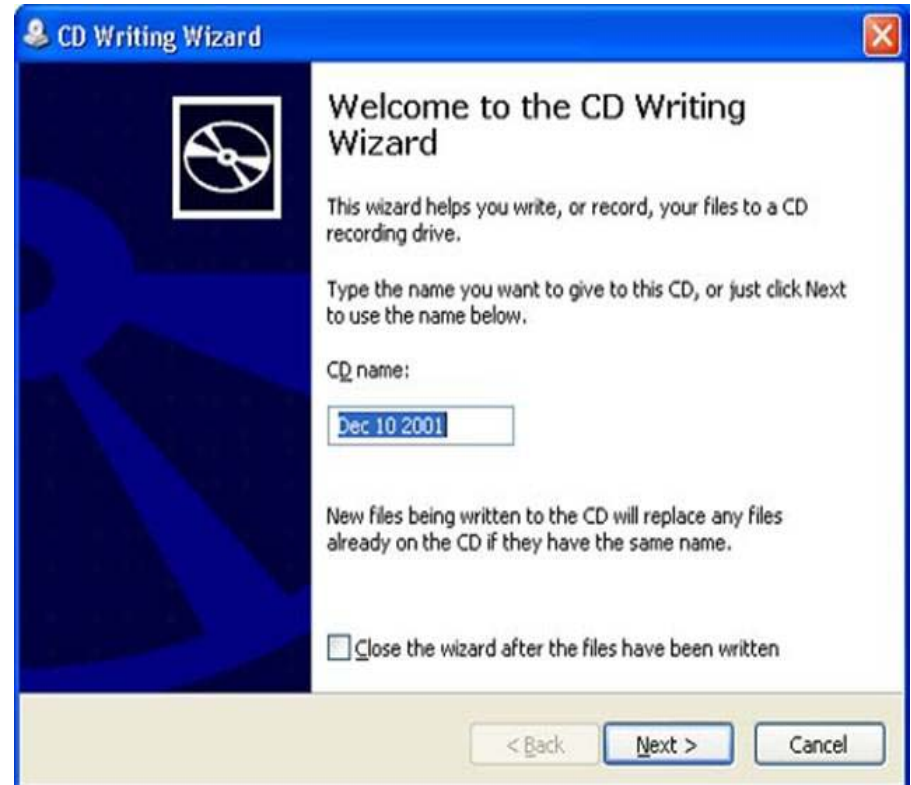 CD Writing Wizard
Welcome to the CD Writing
Wizard
This wizard helps you write, or record, your files to a CD
recording drive.
Type the name you want to give to this CD, or just click Next
to use the name below.
CD name:
Dec 10 2001
New files being written to the CD will replace any files
already on the CD if they have the same name.
Close the wizard after the files have been written
< Back Next > Cancel